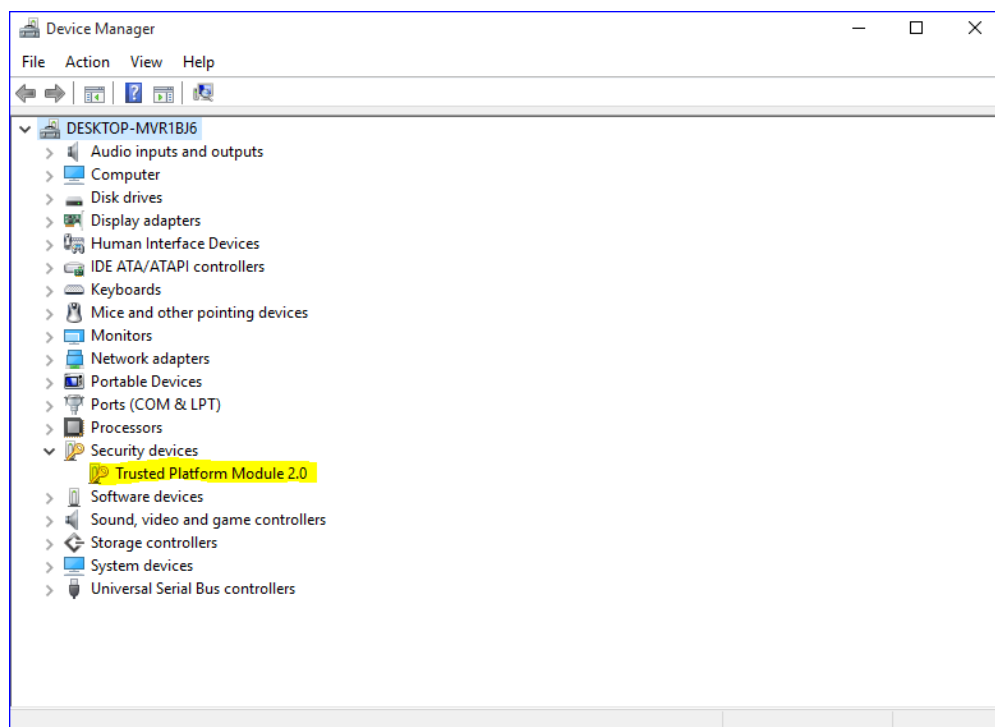 Device Manager
File Action View Help
DESKTOP-MVR1BJ6
Audio inputs and outputs
Computer
Disk drives
Display adapters
Human Interface Devices
IDE ATA/ATAPI controllers
Keyboards
Mice and other pointing devices
Monitors
Network adapters
Portable Devices
Ports (COM & LPT)
Processors
Security devices
Trusted Platform Module 2.0
Software devices
Sound, video and game controllers
Storage controllers
System devices
Universal Serial Bus controllers